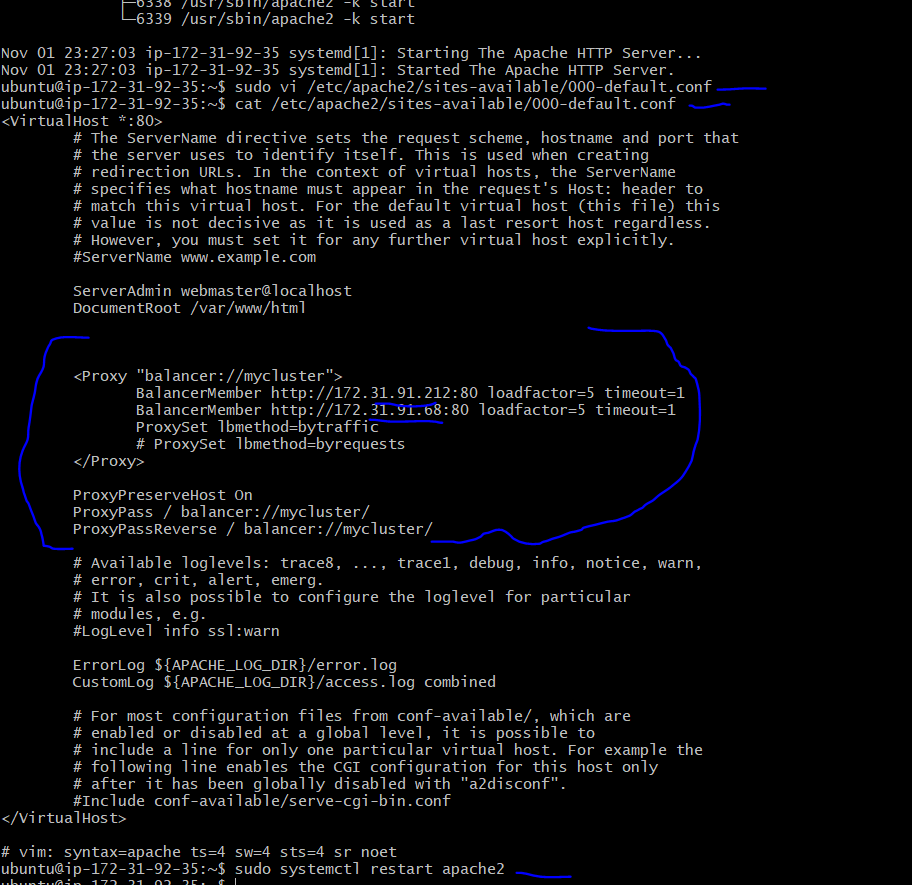 ├─6338 /usr/sbin/apache2 -k start
└─6339 /usr/sbin/apache2 -k start
Nov 01 23:27:03 ip-172-31-92-35 systemd[1]: Starting The Apache HTTP Server...
Nov 01 23:27:03 ip-172-31-92-35 systemd[1]: Started The Apache HTTP Server.
ubuntu@ip-172-31-92-35:~$ sudo vi /etc/apache2/sites-available/000-default.conf
ubuntu@ip-172-31-92-35:~$ cat /etc/apache2/sites-available/000-default.conf
<VirtualHost *:80>
        # The ServerName directive sets the request scheme, hostname and port that
        # the server uses to identify itself. This is used when creating
        # redirection URLs. In the context of virtual hosts, the ServerName
        # specifies what hostname must appear in the request's Host: header to
        # match this virtual host. For the default virtual host (this file) this
        # value is not decisive as it is used as a last resort host regardless.
        # However, you must set it for any further virtual host explicitly.
        #ServerName www.example.com
        ServerAdmin webmaster@localhost
        DocumentRoot /var/www/html
        <Proxy "balancer://mycluster">
               BalancerMember http://172.31.91.212:80 loadfactor=5 timeout=1
               BalancerMember http://172.31.91.68:80 loadfactor=5 timeout=1
               ProxySet lbmethod=bytraffic
               # ProxySet lbmethod=byrequests
        </Proxy>
        ProxyPreserveHost On
        ProxyPass / balancer://mycluster/
        ProxyPassReverse / balancer://mycluster/
        # Available loglevels: trace8, ..., trace1, debug, info, notice, warn,
        # error, crit, alert, emerg.
        # It is also possible to configure the loglevel for particular
        # modules, e.g.
        #LogLevel info ssl:warn
        ErrorLog ${APACHE_LOG_DIR}/error.log
        CustomLog ${APACHE_LOG_DIR}/access.log combined
        # For most configuration files from conf-available/, which are
        # enabled or disabled at a global level, it is possible to
        # include a line for only one particular virtual host. For example the
        # following line enables the CGI configuration for this host only
        # after it has been globally disabled with "a2disconf".
        #Include conf-available/serve-cgi-bin.conf
</VirtualHost>
# vim: syntax=apache ts=4 sw=4 sts=4 sr noet
ubuntu@ip-172-31-92-35:~$ sudo systemctl restart apache2
ubuntu@ip-172-31-92-35:~$